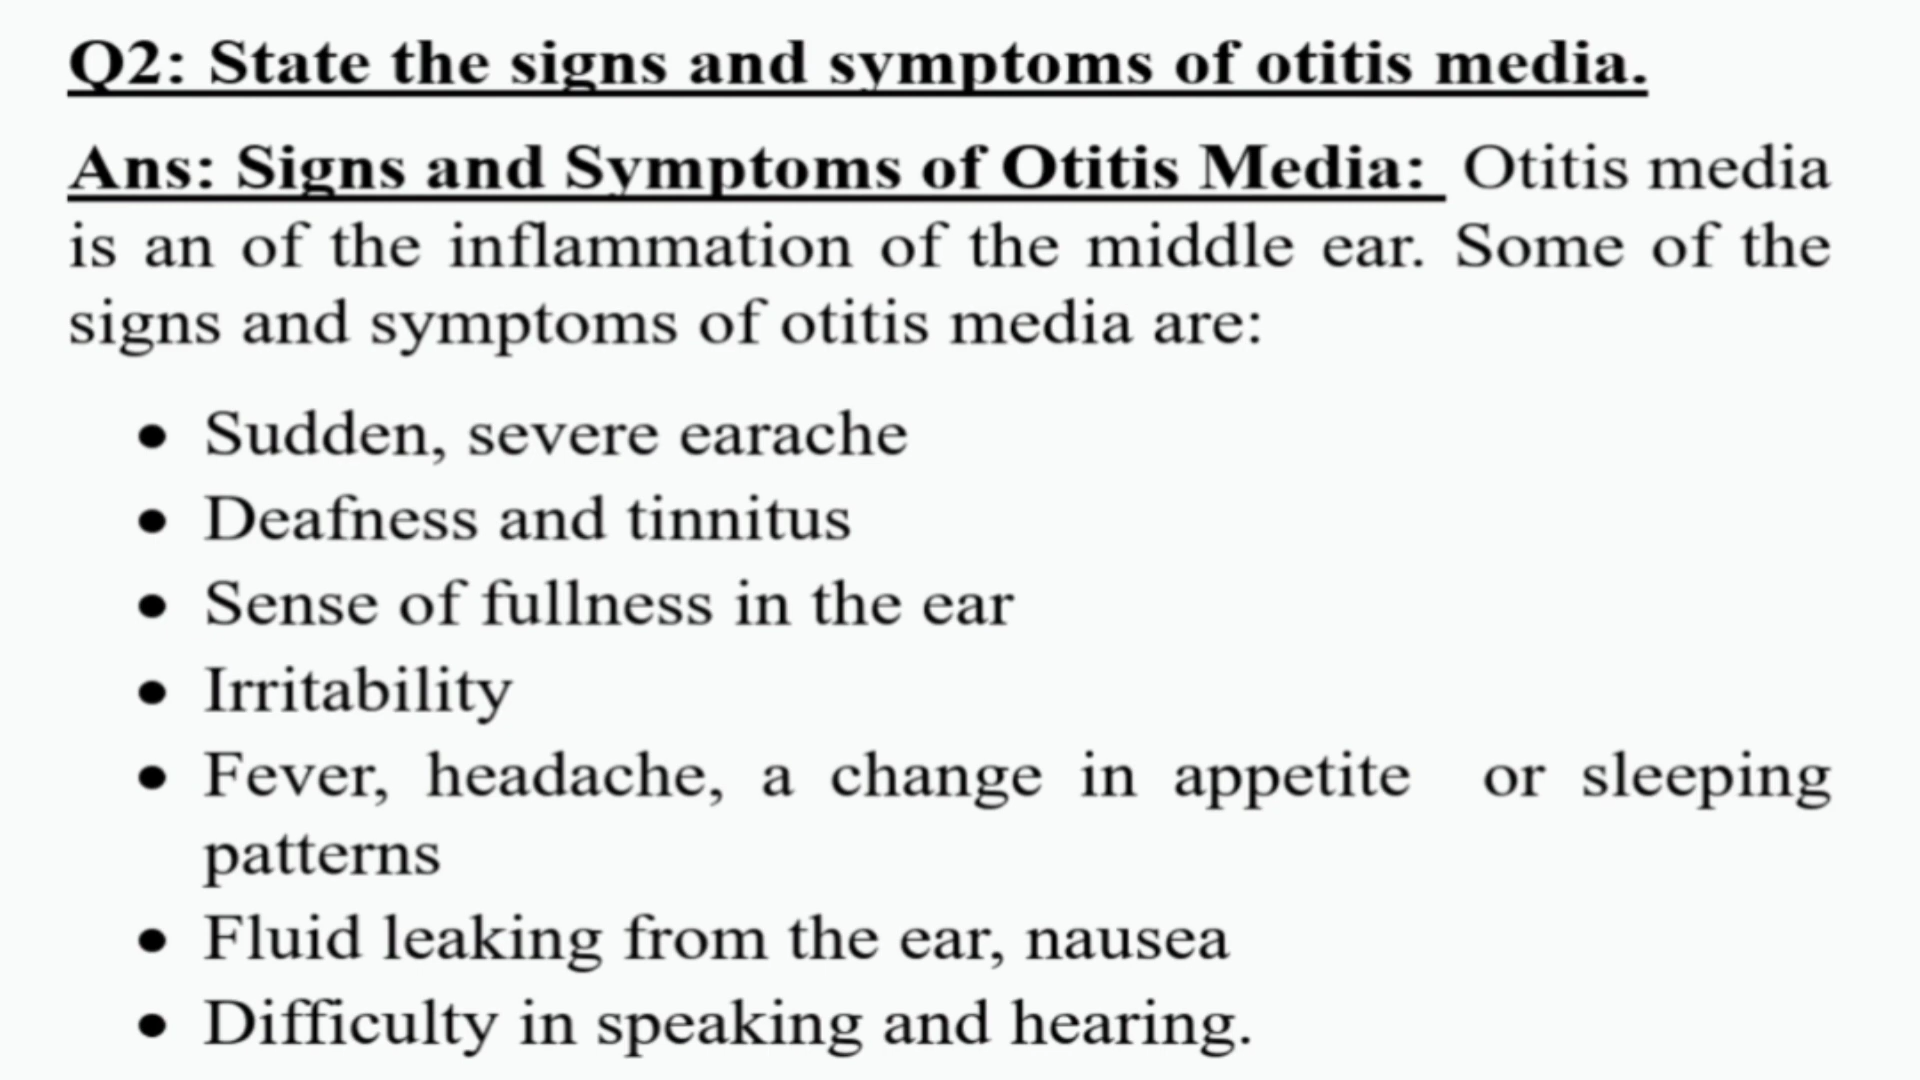 Q2: State the signs and symptoms of otitis media.
Ans: Signs and Symptoms of Otitis Media: Otitis media
is an of the inflammation of the middle ear. Some of the
signs and symptoms of otitis media are:
• Sudden, severe earache
• Deafness and tinnitus
• Sense of fullness in the ear
• Irritability
• Fever, headache, a change in appetite or sleeping
patterns
• Fluid leaking from the ear, nausea
• Difficulty in speaking and hearing.